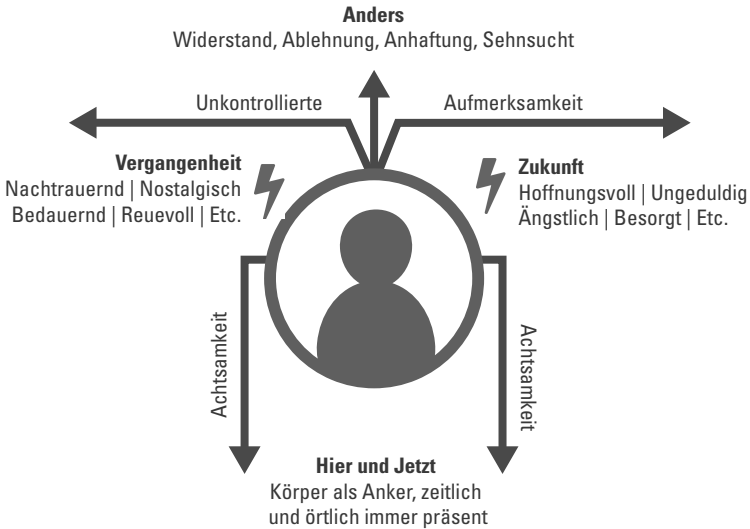 Anders
Widerstand, Ablehnung, Anhaftung, Sehnsucht
Unkontrollierte
Aufmerksamkeit
Vergangenheit
Nachtrauernd | Nostalgisch
Bedauernd | Reuevoll | Etc.
Zukunft
Hoffnungsvoll | Ungeduldig
Ängstlich | Besorgt | Etc.
Achtsamkeit
Achtsamkeit
Hier und Jetzt
Körper als Anker, zeitlich
und örtlich immer präsent